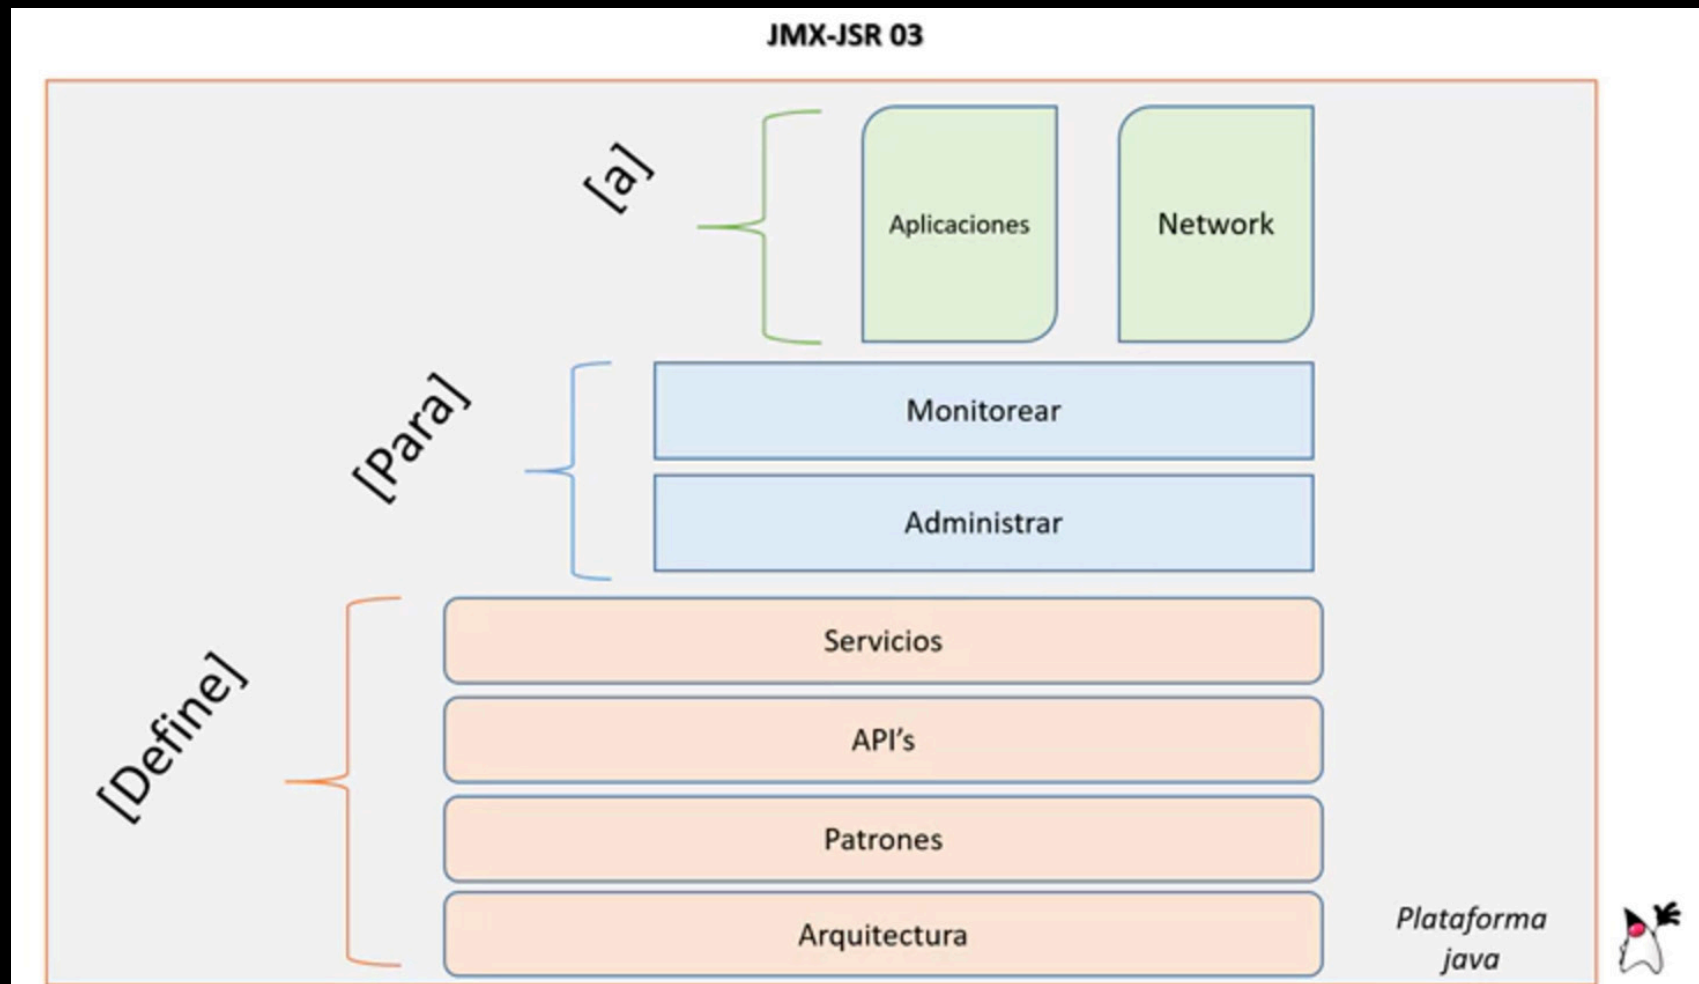 JMX-JSR 03
[a]
Aplicaciones
Network
[Para]
Monitorear
Administrar
[Define]
Servicios
API's
Patrones
Arquitectura
Plataforma
java